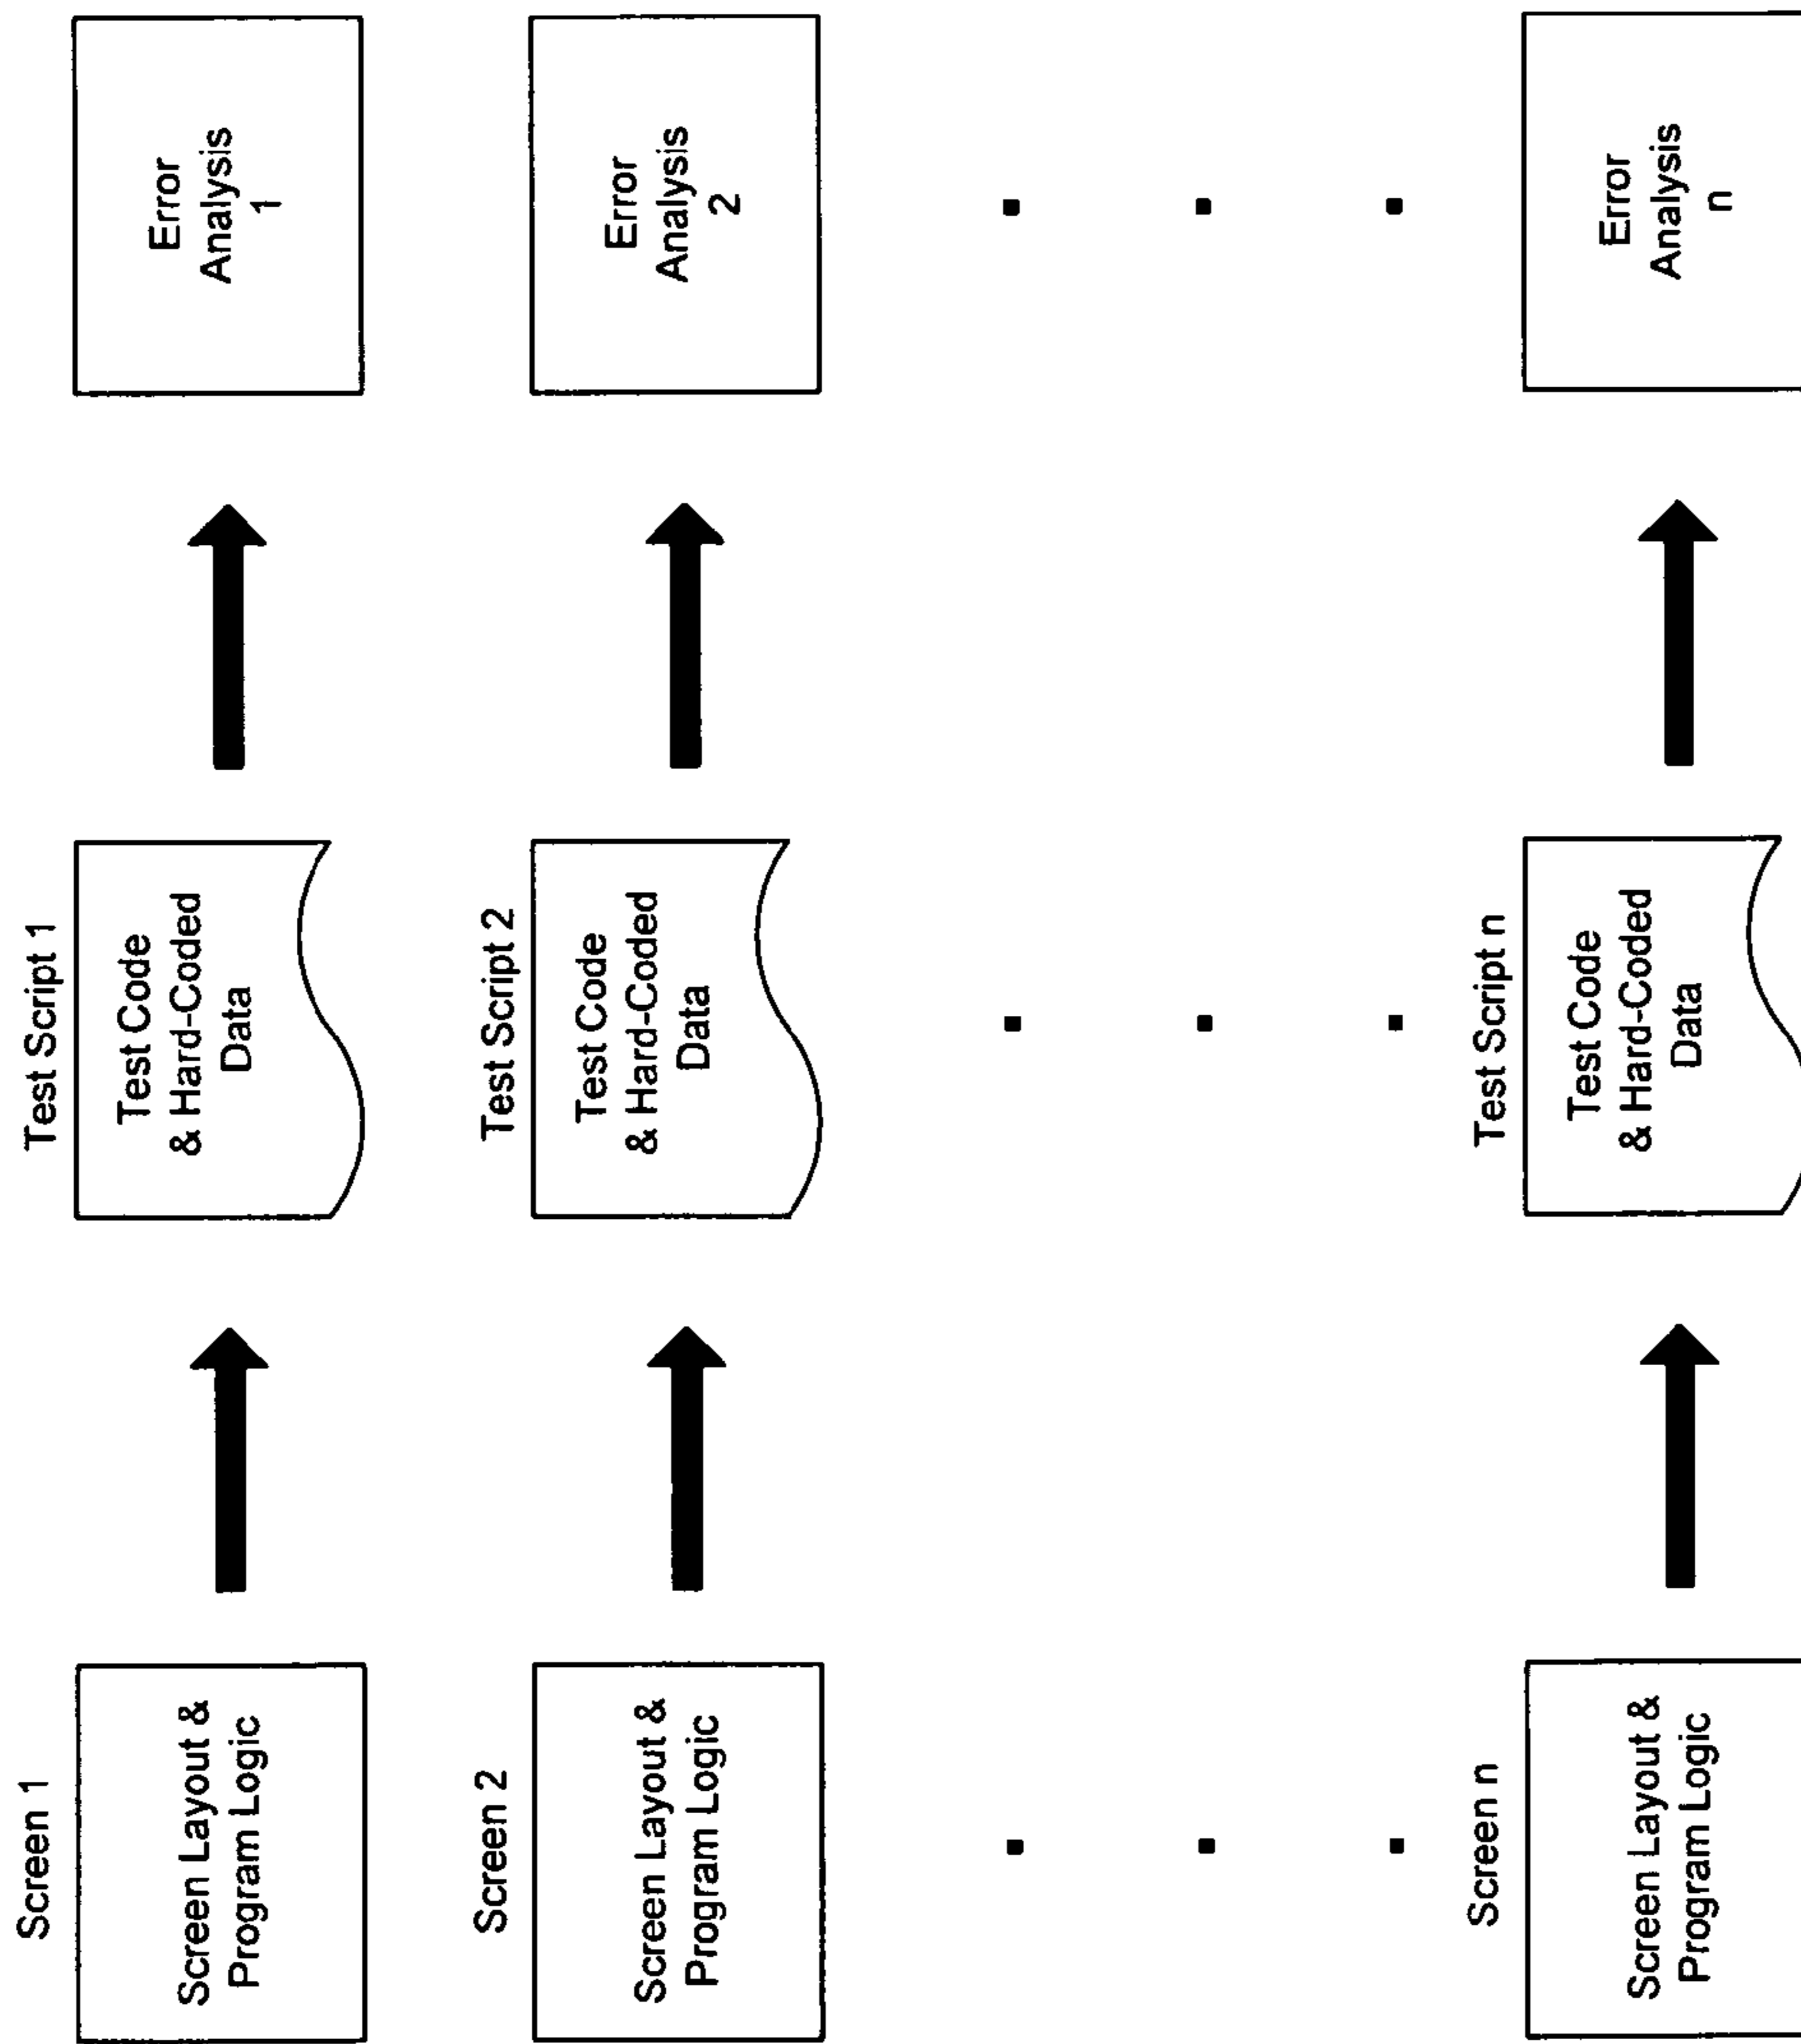 Screen 1
Screen Layout &
Program Logic
Test Script 1
Test Code
& Hard-Coded
Data
Error
Analysis
1
Screen 2
Screen Layout &
Program Logic
Test Script 2
Test Code
& Hard-Coded
Data
Error
Analysis
2
Screen n
Screen Layout &
Program Logic
Test Script n
Test Code
& Hard-Coded
Data
Error
Analysis
n